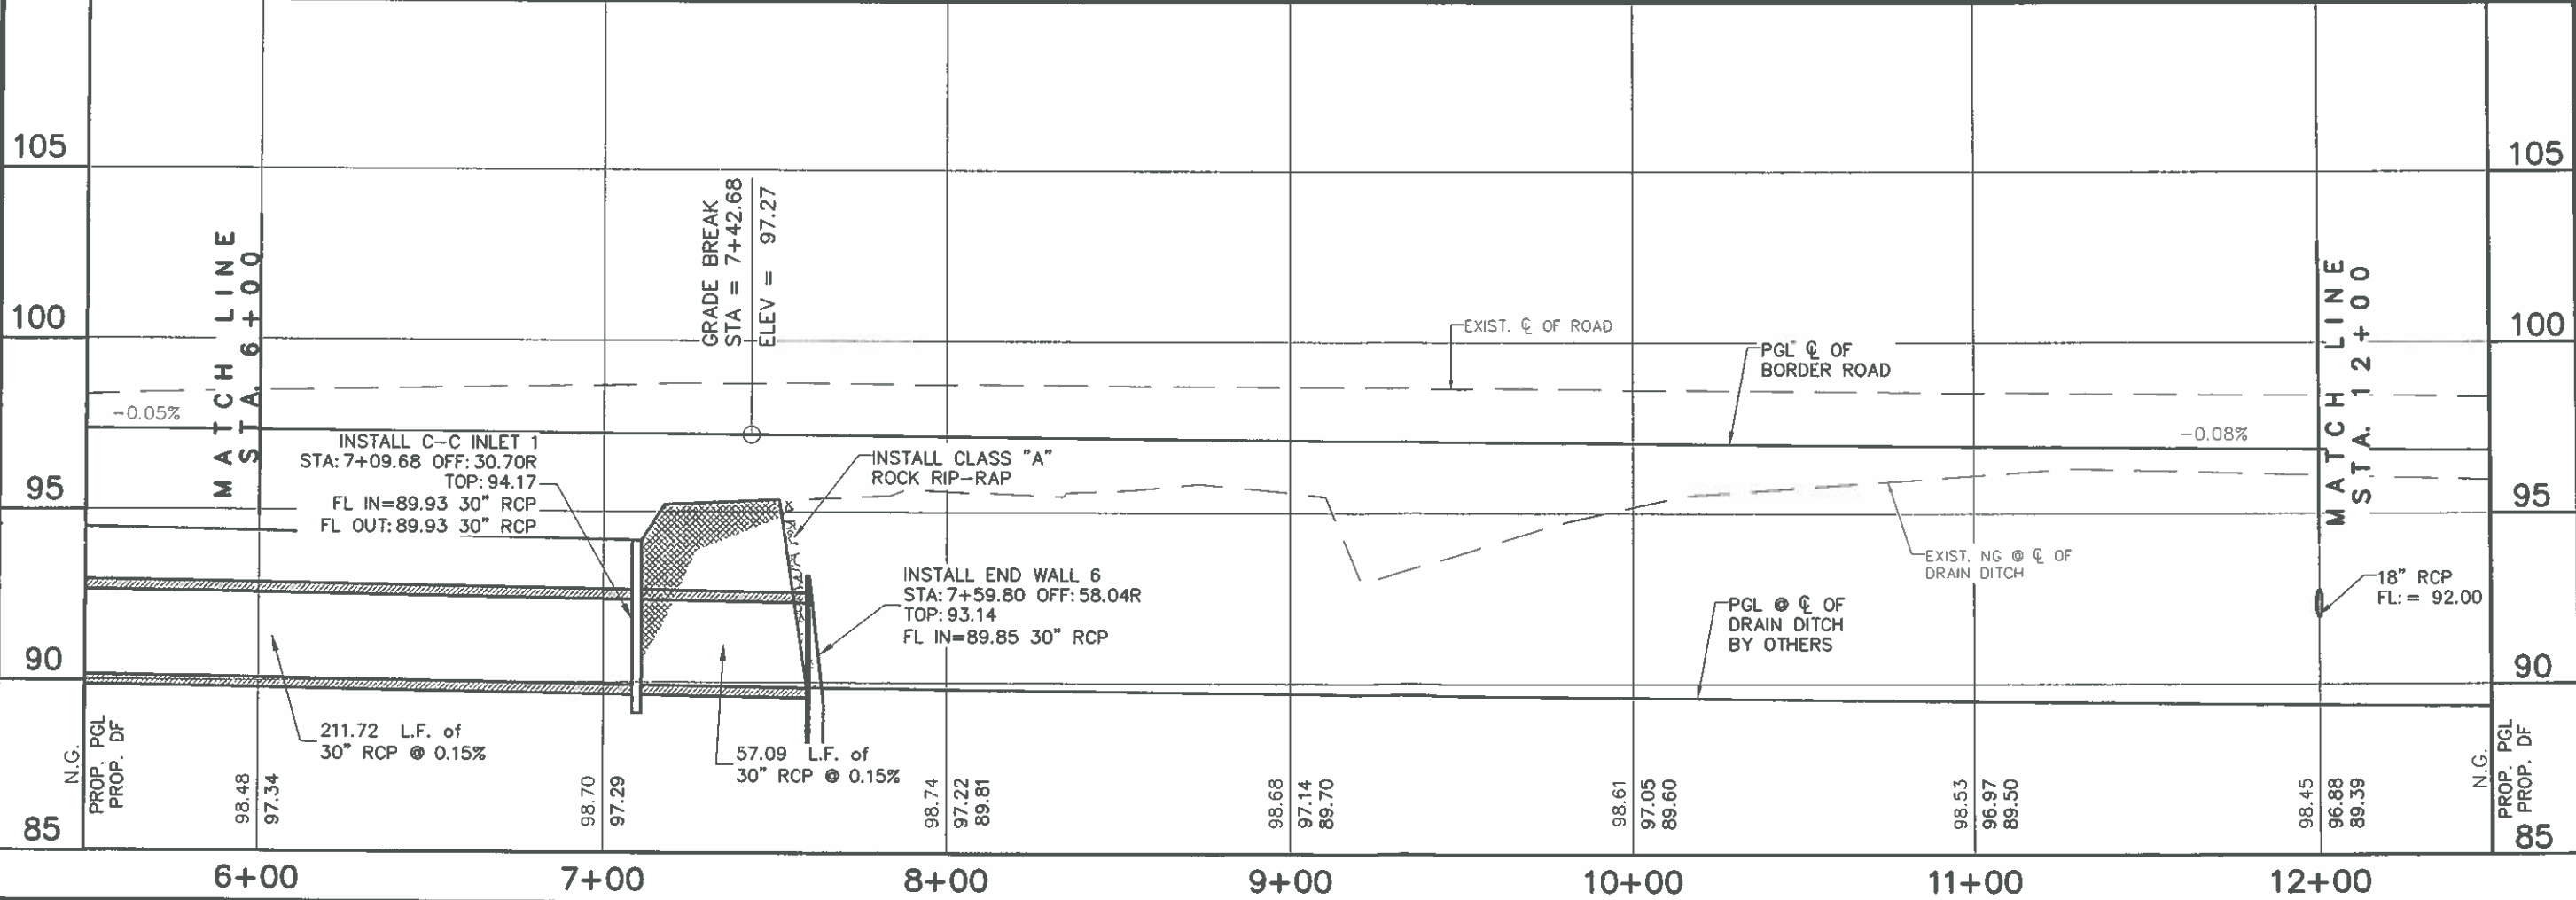 105
105
100
100
95
95
90
90
85
85
MATCH LINE
STA. 6+00
GRADE BREAK
STA = 7+42.68
ELEV = 97.27
EXIST. ℄ OF ROAD
PGL ℄ OF
BORDER ROAD
MATCH LINE
STA. 12+00
-0.05%
-0.08%
INSTALL C-C INLET 1
STA: 7+09.68 OFF: 30.70R
TOP: 94.17
FL IN=89.93 30" RCP
FL OUT: 89.93 30" RCP
INSTALL CLASS "A"
ROCK RIP-RAP
INSTALL END WALL 6
STA: 7+59.80 OFF: 58.04R
TOP: 93.14
FL IN=89.85 30" RCP
EXIST. NG @ ℄ OF
DRAIN DITCH
PGL @ ℄ OF
DRAIN DITCH
BY OTHERS
18" RCP
FL: = 92.00
211.72 L.F. of
30" RCP @ 0.15%
57.09 L.F. of
30" RCP @ 0.15%
N.G.
PROP. PGL
PROP. DF
98.48
97.34
98.70
97.29
98.74
97.22
89.81
98.68
97.14
89.70
98.61
97.05
89.60
98.53
96.97
89.50
98.45
96.88
89.39
N.G.
PROP. PGL
PROP. DF
6+00
7+00
8+00
9+00
10+00
11+00
12+00